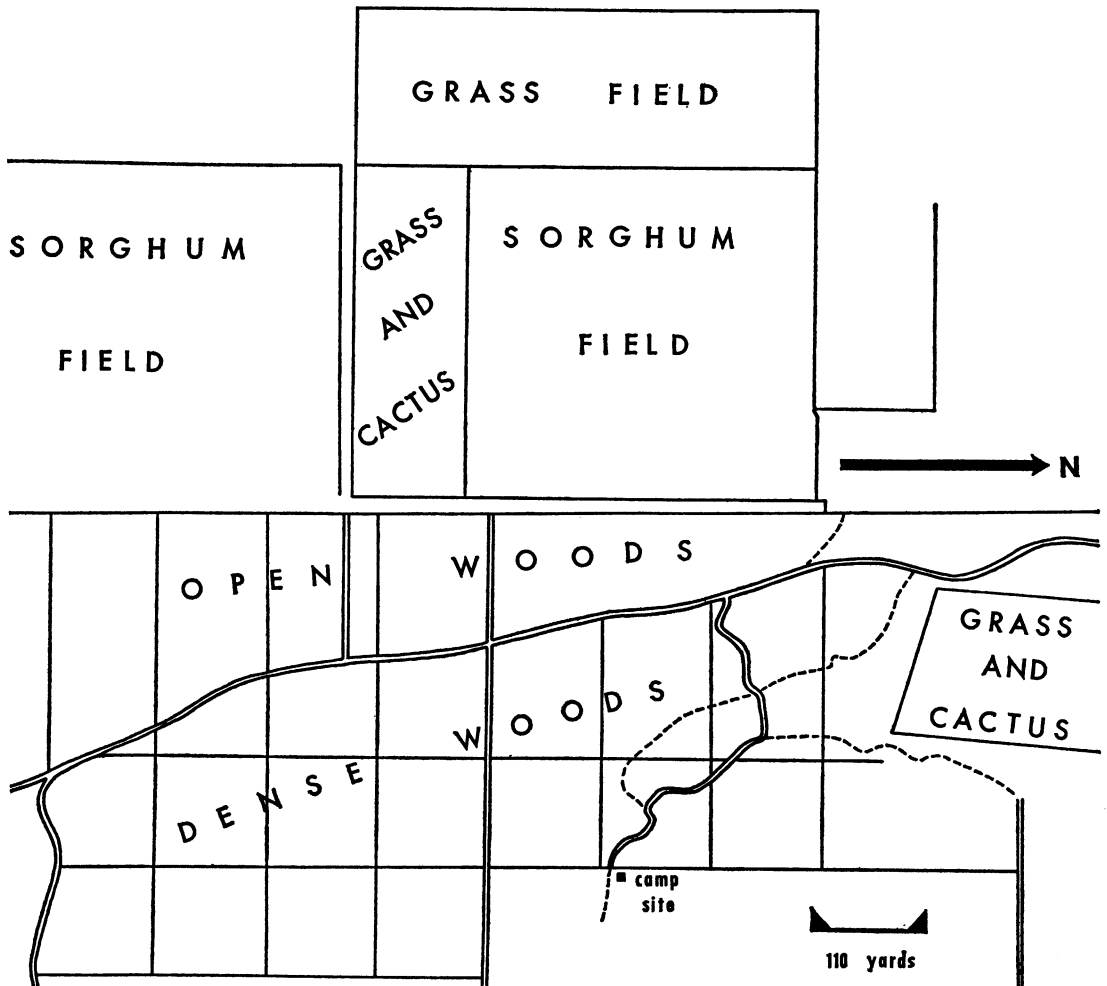 GRASS FIELD
SORGHUM
FIELD
GRASS
AND
CACTUS
SORGHUM
FIELD
N
OPEN WOODS
GRASS
AND
CACTUS
DENSE WOODS
camp
site
110 yards